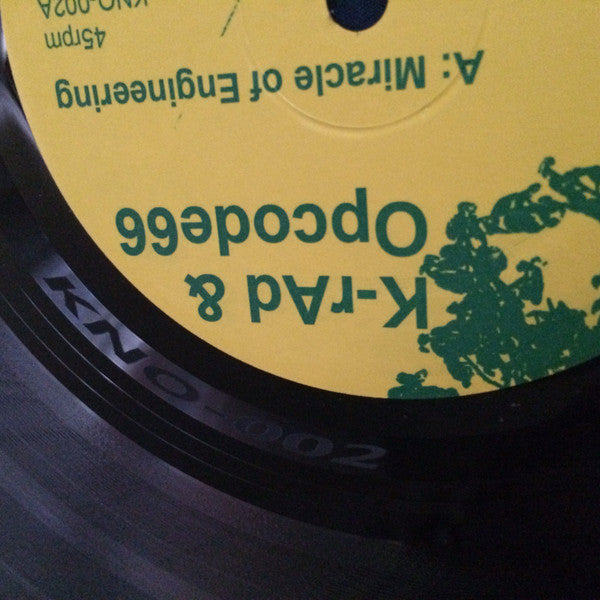 K-rAd &
Opcode66
A: Miracle of Engineering
45rpm
KNO-002A
KNO-002